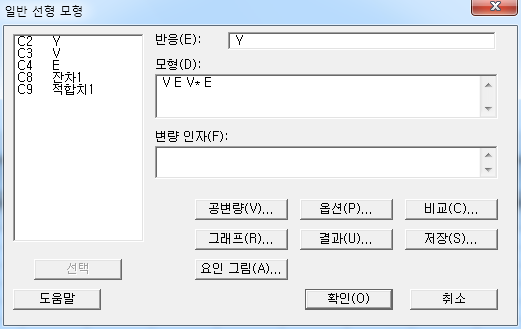 일반 선형 모형
C2 Y
C3 V
C4 E
C8 잔차1
C9 적합치1
반응(E): Y
모형(D):
V E V* E
변량 인자(F):
공변량(V)... 옵션(P)... 비교(C)...
그래프(R)... 결과(U)... 저장(S)...
선택 요인 그림(A)...
도움말 확인(O) 취소